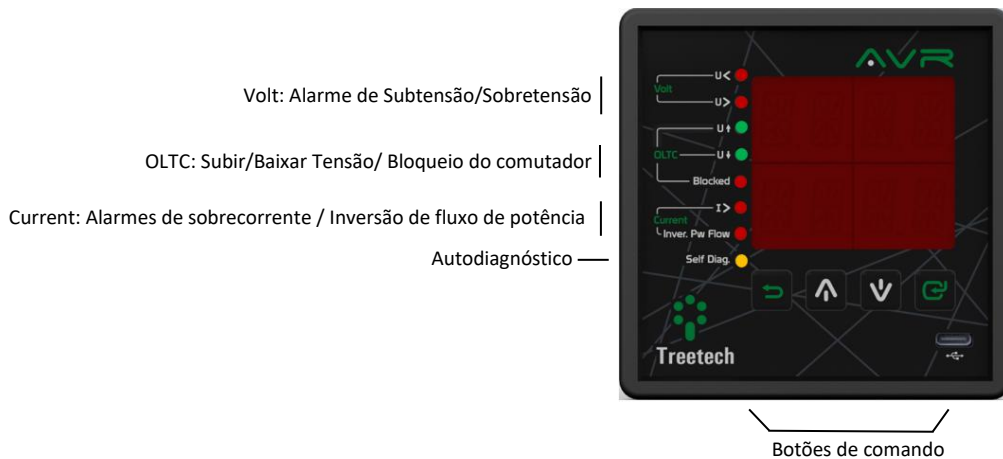 AVR
Volt: Alarme de Subtensão/Sobretensão
U<
Volt
U>
OLTC: Subir/Baixar Tensão/ Bloqueio do comutador
U↑
OLTC
U↓
Blocked
Current: Alarmes de sobrecorrente / Inversão de fluxo de potência
I>
Current
Inver. Pw Flow
Autodiagnóstico
Self Diag.
Treetech
Botões de comando